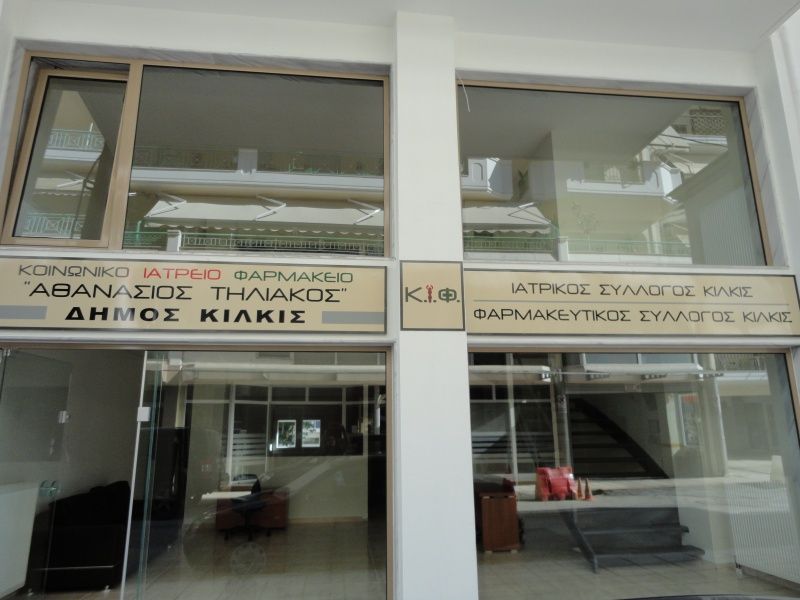 ΚΟΙΝΩΝΙΚΟ ΙΑΤΡΕΙΟ ΦΑΡΜΑΚΕΙΟ
"ΑΘΑΝΑΣΙΟΣ ΤΗΛΙΑΚΟΣ"
ΔΗΜΟΣ ΚΙΛΚΙΣ
Κ.Ι.Φ.
ΙΑΤΡΙΚΟΣ ΣΥΛΛΟΓΟΣ ΚΙΛΚΙΣ
ΦΑΡΜΑΚΕΥΤΙΚΟΣ ΣΥΛΛΟΓΟΣ ΚΙΛΚΙΣ